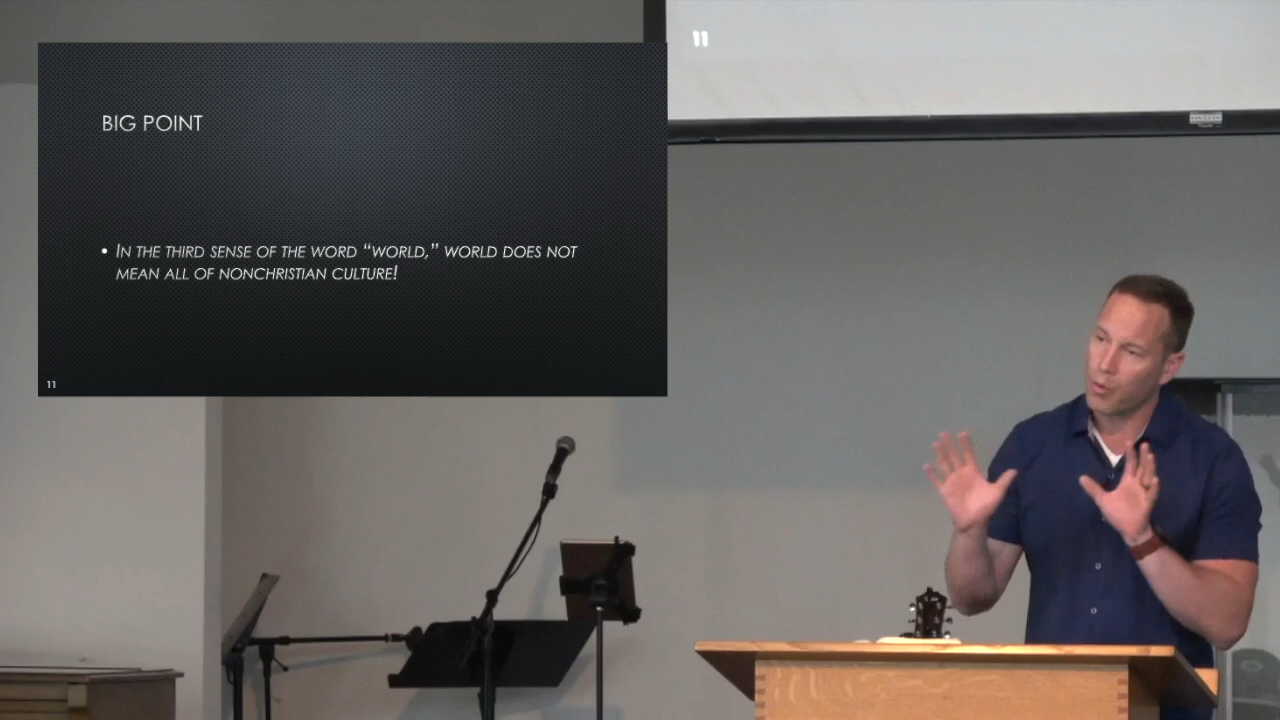 BIG POINT
• IN THE THIRD SENSE OF THE WORD “WORLD,” WORLD DOES NOT
MEAN ALL OF NONCHRISTIAN CULTURE!
11
11